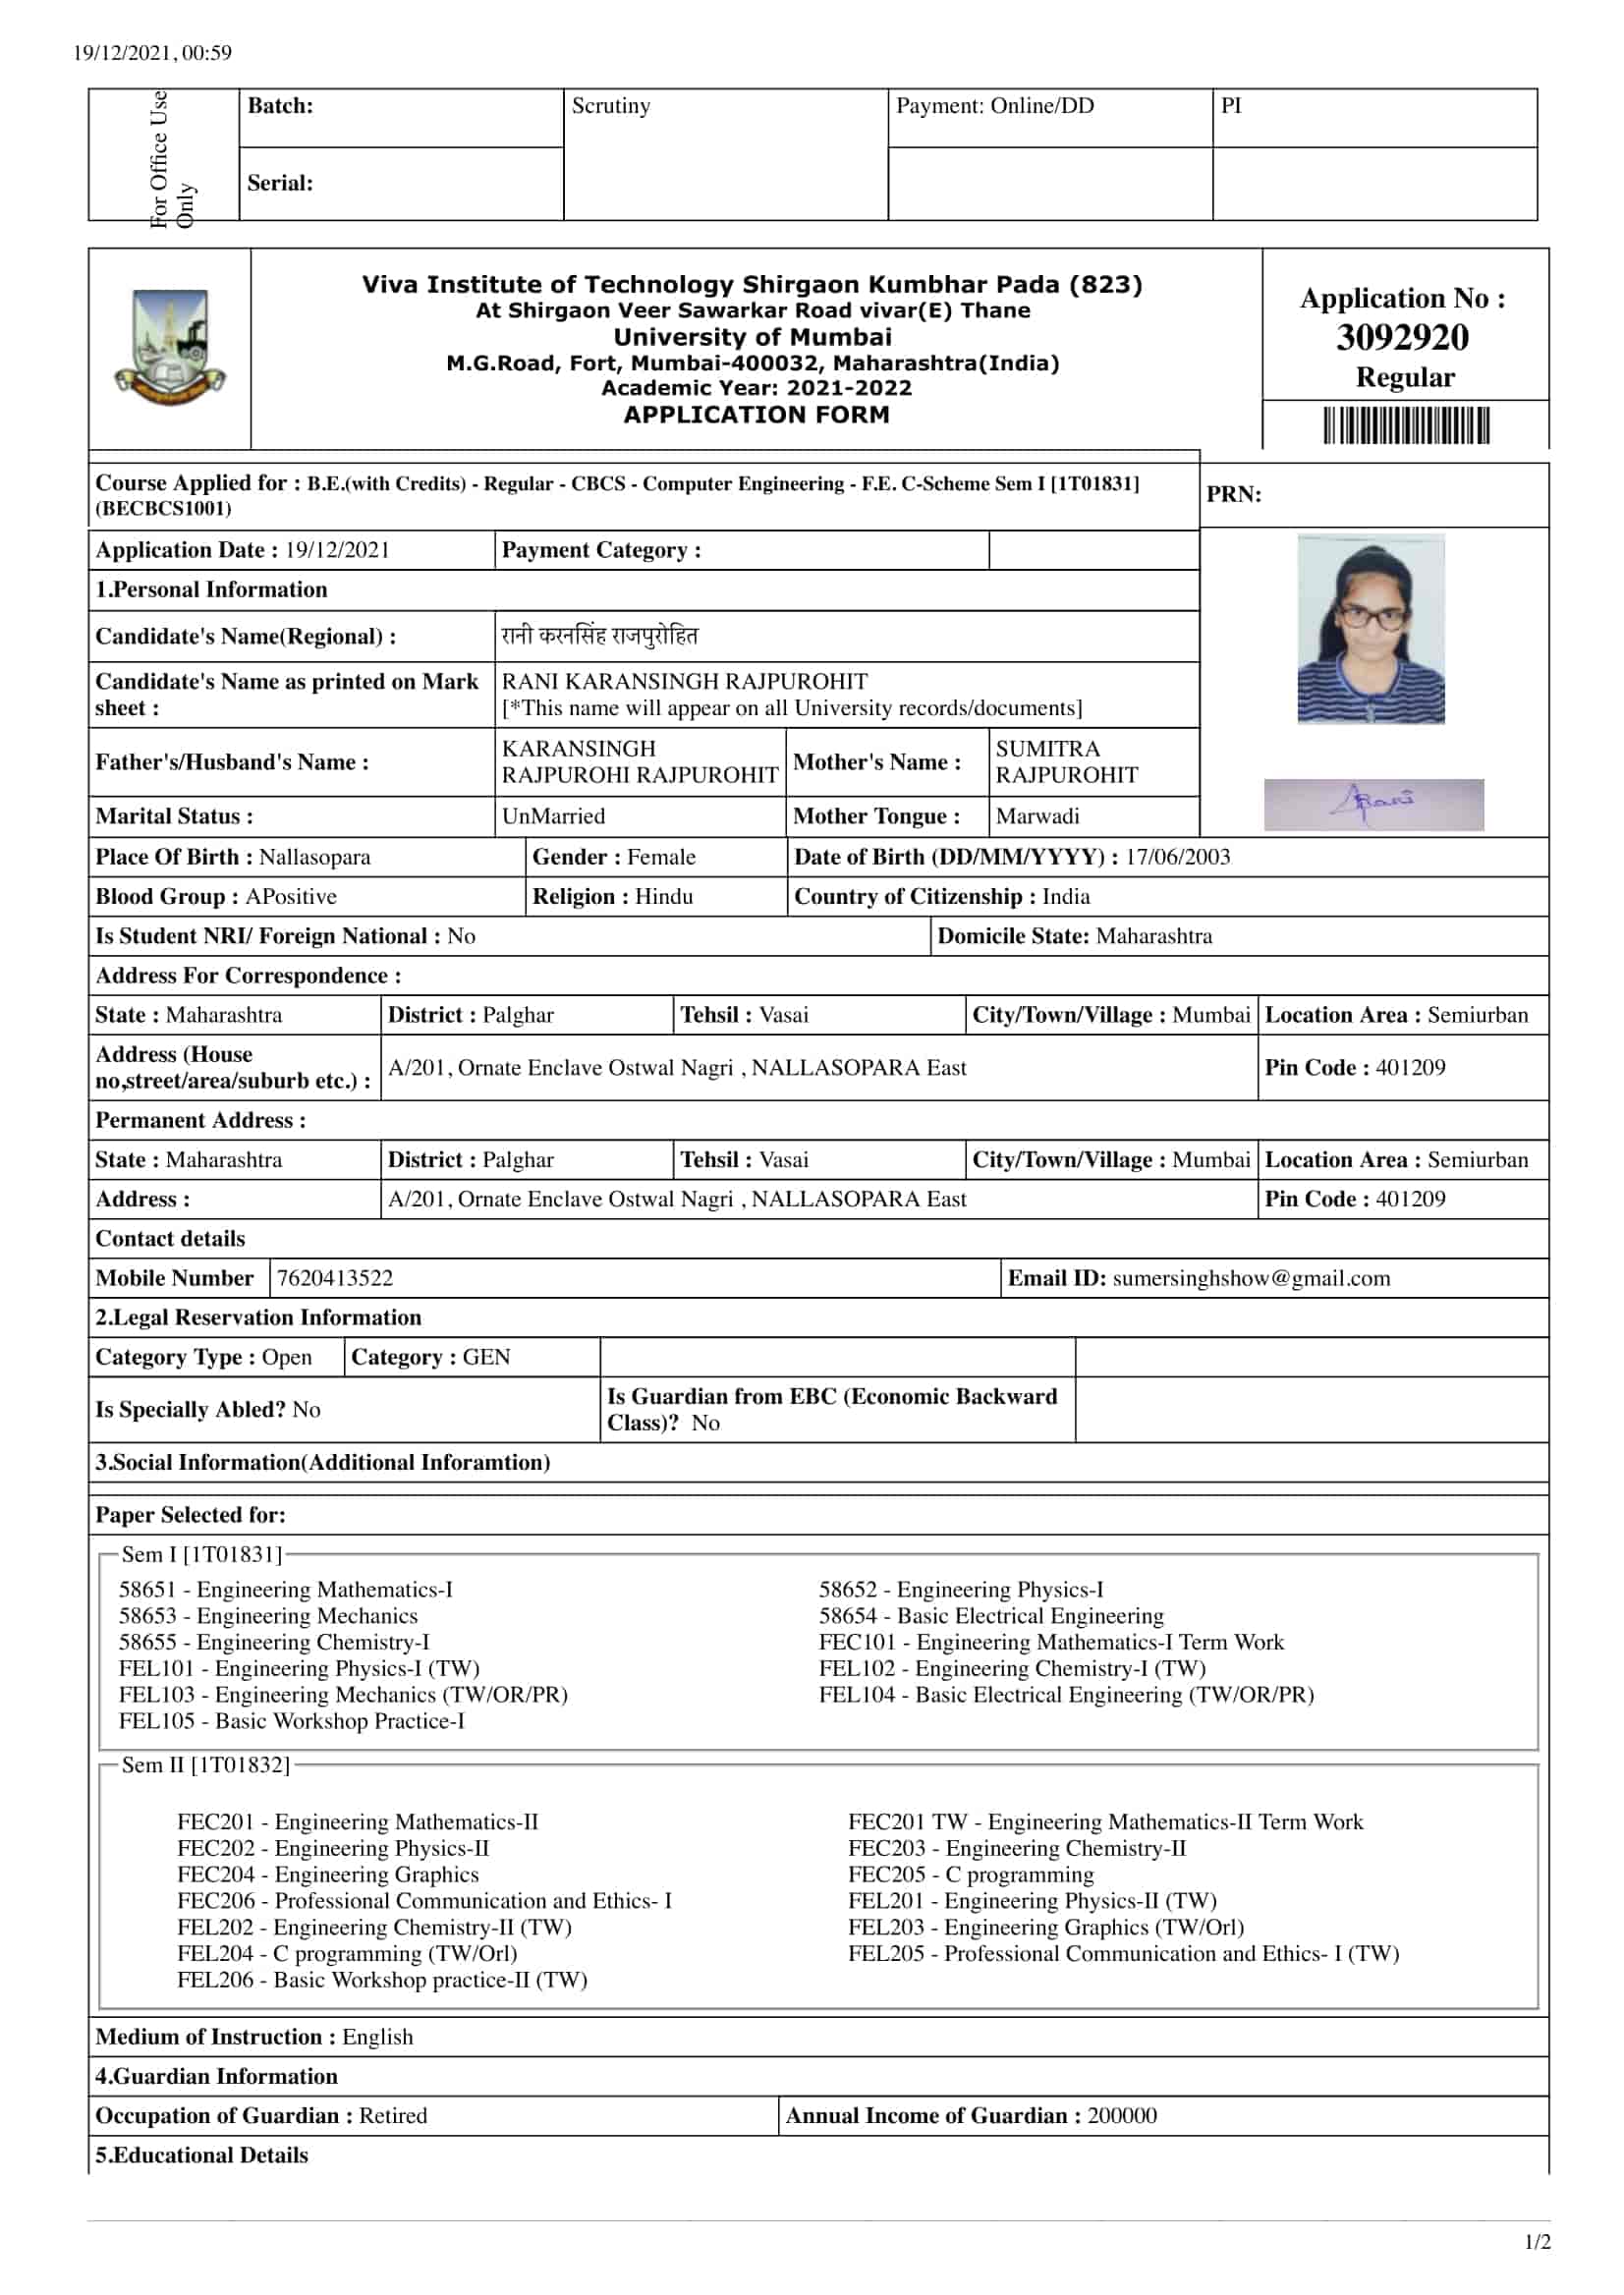 19/12/2021, 00:59
For Office Use Only
Batch:
Scrutiny
Payment: Online/DD
PI
Serial:
Viva Institute of Technology Shirgaon Kumbhar Pada (823)
At Shirgaon Veer Sawarkar Road vivar(E) Thane
University of Mumbai
M.G.Road, Fort, Mumbai-400032, Maharashtra(India)
Academic Year: 2021-2022
APPLICATION FORM
Application No :
3092920
Regular
Course Applied for : B.E.(with Credits) - Regular - CBCS - Computer Engineering - F.E. C-Scheme Sem I [1T01831]
(BECBCS1001)
PRN:
Application Date : 19/12/2021 Payment Category :
1.Personal Information
Candidate's Name(Regional) : रानी करनसिंह राजपुरोहित
Candidate's Name as printed on Mark sheet : RANI KARANSINGH RAJPUROHIT
[*This name will appear on all University records/documents]
Father's/Husband's Name : KARANSINGH RAJPUROHI RAJPUROHIT Mother's Name : SUMITRA RAJPUROHIT
Marital Status : UnMarried Mother Tongue : Marwadi
Rani
Place Of Birth : Nallasopara Gender : Female Date of Birth (DD/MM/YYYY) : 17/06/2003
Blood Group : APositive Religion : Hindu Country of Citizenship : India
Is Student NRI/ Foreign National : No Domicile State: Maharashtra
Address For Correspondence :
State : Maharashtra District : Palghar Tehsil : Vasai City/Town/Village : Mumbai Location Area : Semiurban
Address (House no,street/area/suburb etc.) : A/201, Ornate Enclave Ostwal Nagri , NALLASOPARA East Pin Code : 401209
Permanent Address :
State : Maharashtra District : Palghar Tehsil : Vasai City/Town/Village : Mumbai Location Area : Semiurban
Address : A/201, Ornate Enclave Ostwal Nagri , NALLASOPARA East Pin Code : 401209
Contact details
Mobile Number 7620413522 Email ID: sumersinghshow@gmail.com
2.Legal Reservation Information
Category Type : Open Category : GEN
Is Specially Abled? No Is Guardian from EBC (Economic Backward Class)? No
3.Social Information(Additional Inforamtion)
Paper Selected for:
Sem I [1T01831]
58651 - Engineering Mathematics-I 58652 - Engineering Physics-I
58653 - Engineering Mechanics 58654 - Basic Electrical Engineering
58655 - Engineering Chemistry-I FEC101 - Engineering Mathematics-I Term Work
FEL101 - Engineering Physics-I (TW) FEL102 - Engineering Chemistry-I (TW)
FEL103 - Engineering Mechanics (TW/OR/PR) FEL104 - Basic Electrical Engineering (TW/OR/PR)
FEL105 - Basic Workshop Practice-I
Sem II [1T01832]
FEC201 - Engineering Mathematics-II FEC201 TW - Engineering Mathematics-II Term Work
FEC202 - Engineering Physics-II FEC203 - Engineering Chemistry-II
FEC204 - Engineering Graphics FEC205 - C programming
FEC206 - Professional Communication and Ethics- I FEL201 - Engineering Physics-II (TW)
FEL202 - Engineering Chemistry-II (TW) FEL203 - Engineering Graphics (TW/Orl)
FEL204 - C programming (TW/Orl) FEL205 - Professional Communication and Ethics- I (TW)
FEL206 - Basic Workshop practice-II (TW)
Medium of Instruction : English
4.Guardian Information
Occupation of Guardian : Retired Annual Income of Guardian : 200000
5.Educational Details
1/2